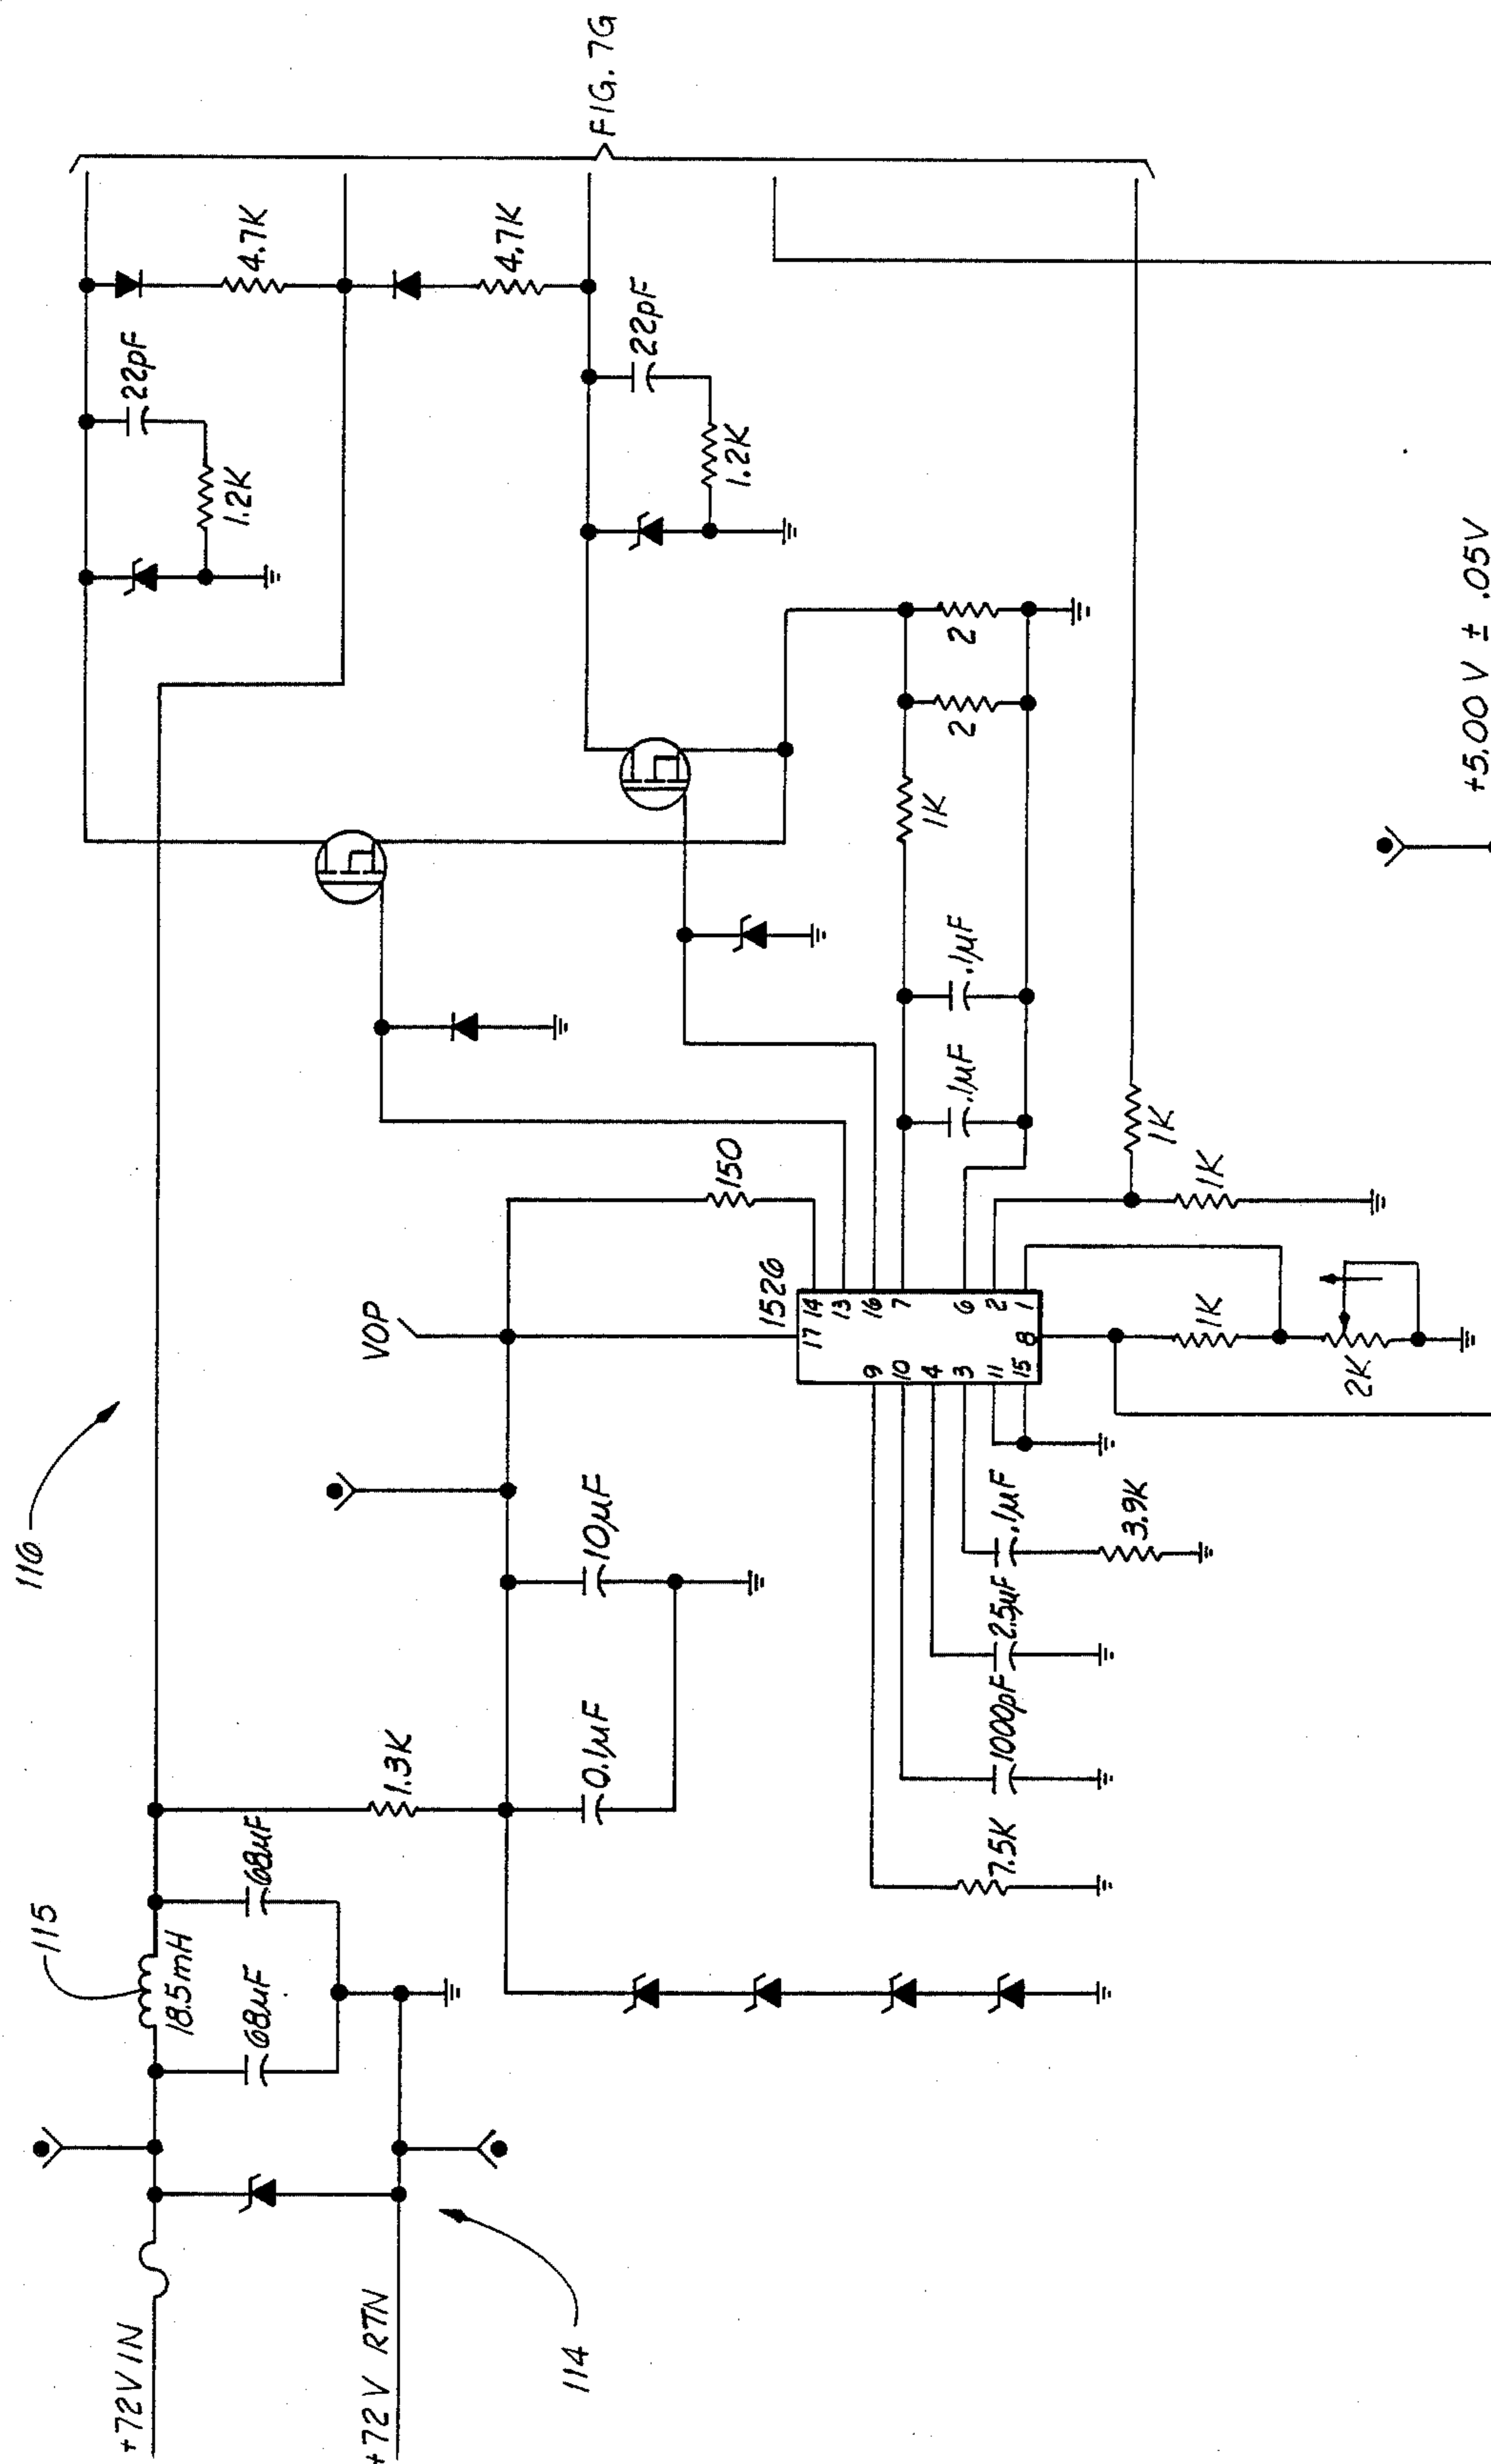 116
115
114
+72V IN
+72V RTN
18.5mH
68µF
68µF
1.3K
0.1µF
10µF
VOP
150
1526
17
14
13
16
7
6
2
1
8
9
10
4
3
11
15
7.5K
1000pF
2.5µF
.1µF
3.9K
1K
2K
1K
1K
.1µF
.1µF
1K
2
2
1.2K
22pF
4.7K
1.2K
22pF
4.7K
FIG. 7G
+5.00V ± .05V